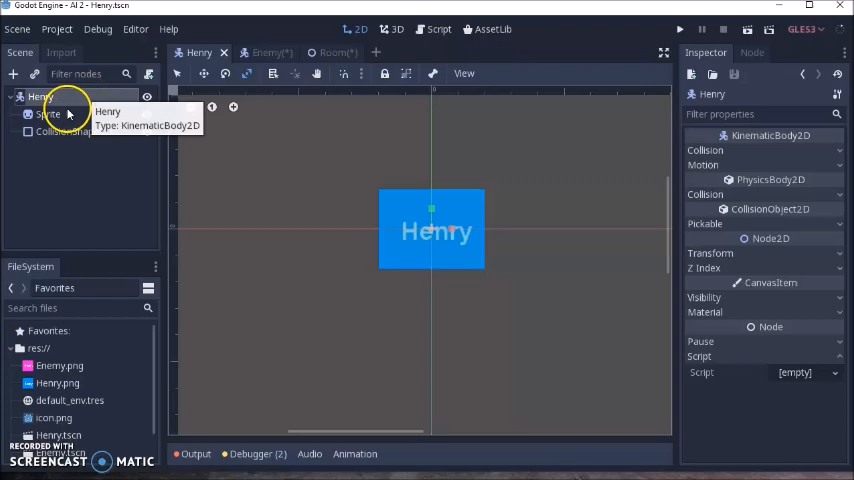 Godot Engine - AI 2 - Henry.tscn
Scene Project Debug Editor Help 2D 3D Script AssetLib GLES3
Scene Import Henry Enemy(*) Room(*) Inspector Node
Filter nodes View
Henry Henry
Henry
Type: KinematicBody2D
Sprite
CollisionShap
Filter properties
KinematicBody2D
Collision
Motion
PhysicsBody2D
Collision
CollisionObject2D
Pickable
Node2D
Transform
Z Index
CanvasItem
Visibility
Material
Node
Pause
Script
Script [empty]
Henry
FileSystem
Favorites
Search files
Favorites:
res://
Enemy.png
Henry.png
default_env.tres
icon.png
Henry.tscn
Enemy.tscn
RECORDED WITH
SCREENCAST MATIC
Output Debugger (2) Audio Animation